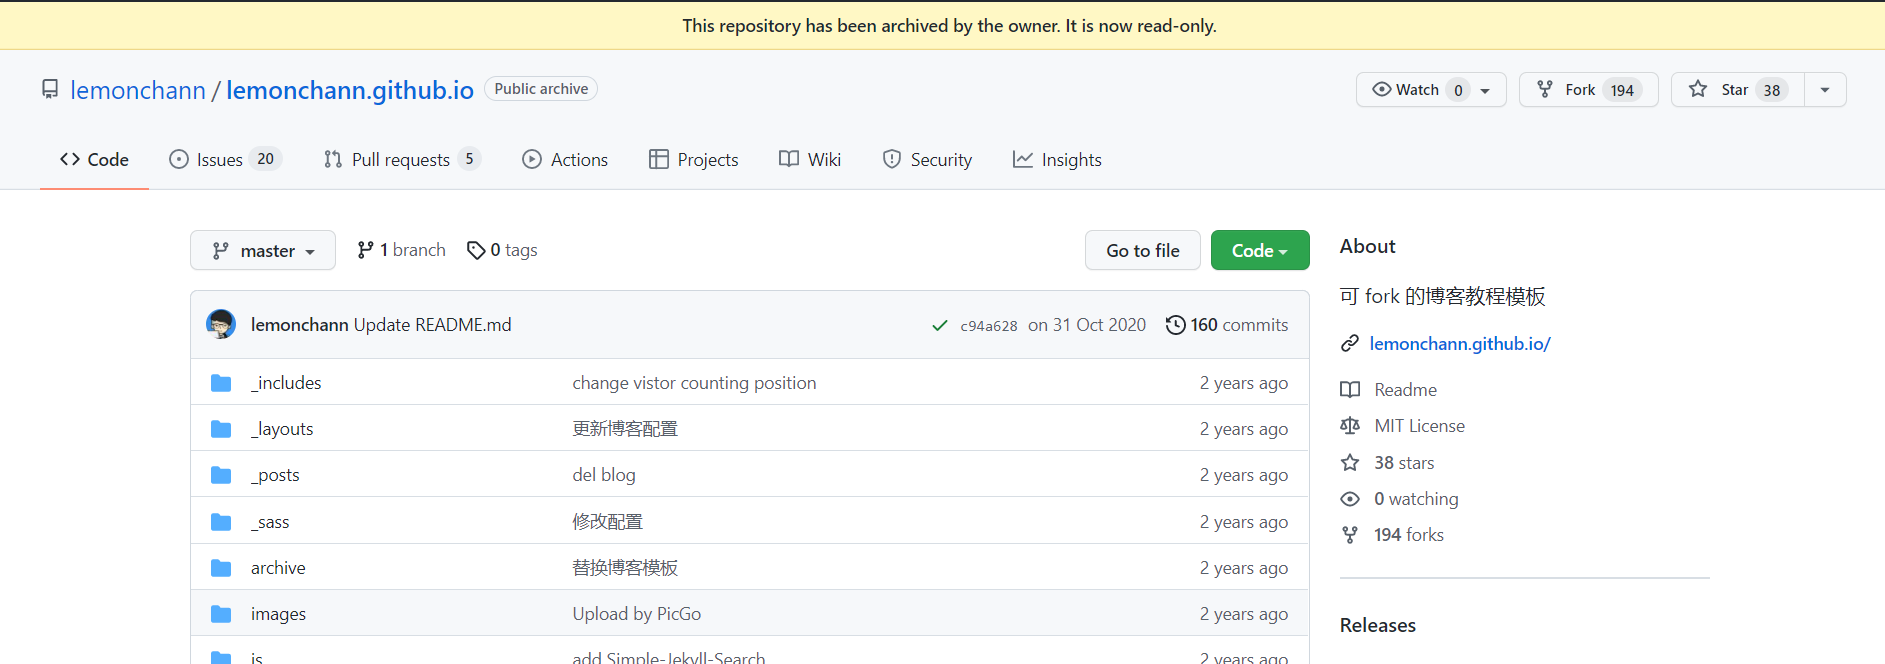 This repository has been archived by the owner. It is now read-only.
lemonchann / lemonchann.github.io Public archive
Watch 0 Fork 194 Star 38
Code Issues 20 Pull requests 5 Actions Projects Wiki Security Insights
master 1 branch 0 tags Go to file Code
lemonchann Update README.md c94a628 on 31 Oct 2020 160 commits
_includes change vistor counting position 2 years ago
_layouts 更新博客配置 2 years ago
_posts del blog 2 years ago
_sass 修改配置 2 years ago
archive 替换博客模板 2 years ago
images Upload by PicGo 2 years ago
js add Simple-Jekyll-Search 2 years ago
About
可 fork 的博客教程模板
lemonchann.github.io/
Readme
MIT License
38 stars
0 watching
194 forks
Releases